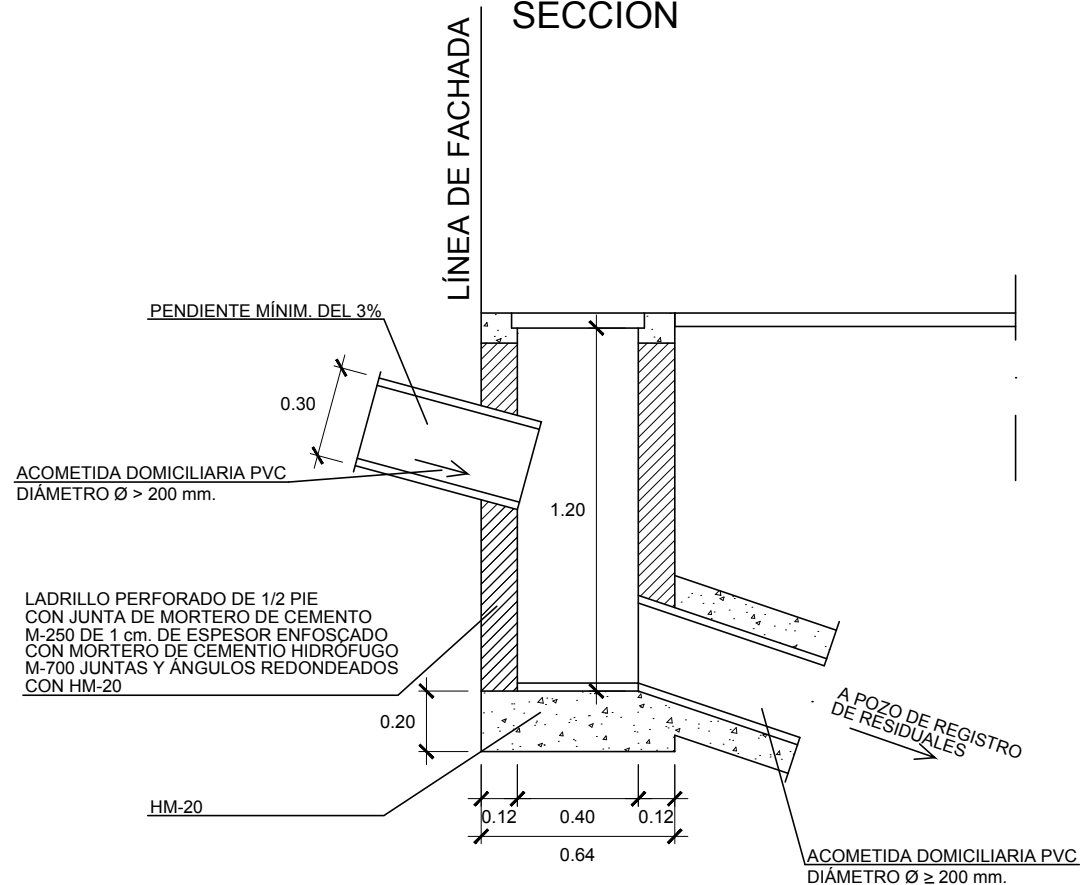 SECCIÓN
LÍNEA DE FACHADA
PENDIENTE MÍNIM. DEL 3%
0.30
ACOMETIDA DOMICILIARIA PVC
DIÁMETRO Ø > 200 mm.
1.20
LADRILLO PERFORADO DE 1/2 PIE
CON JUNTA DE MORTERO DE CEMENTO
M-250 DE 1 cm. DE ESPESOR ENFOSCADO
CON MORTERO DE CEMENTIO HIDRÓFUGO
M-700 JUNTAS Y ÁNGULOS REDONDEADOS
CON HM-20
0.20
A POZO DE REGISTRO
DE RESIDUALES
HM-20
0.12
0.40
0.12
0.64
ACOMETIDA DOMICILIARIA PVC
DIÁMETRO Ø ≥ 200 mm.